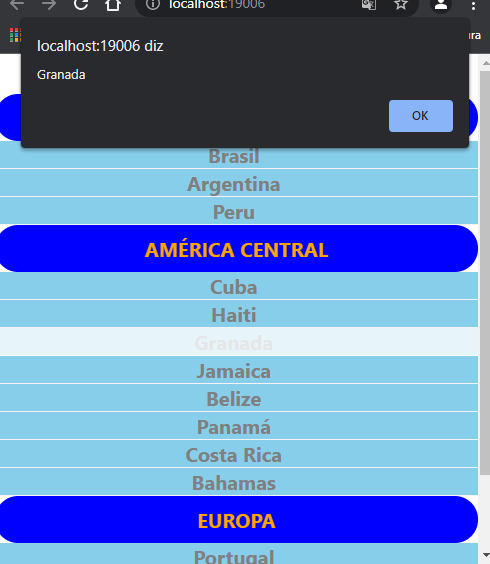 localhost:19006
localhost:19006 diz
Granada
OK
ura
Brasil
Argentina
Peru
AMÉRICA CENTRAL
Cuba
Haiti
Granada
Jamaica
Belize
Panamá
Costa Rica
Bahamas
EUROPA
Portugal